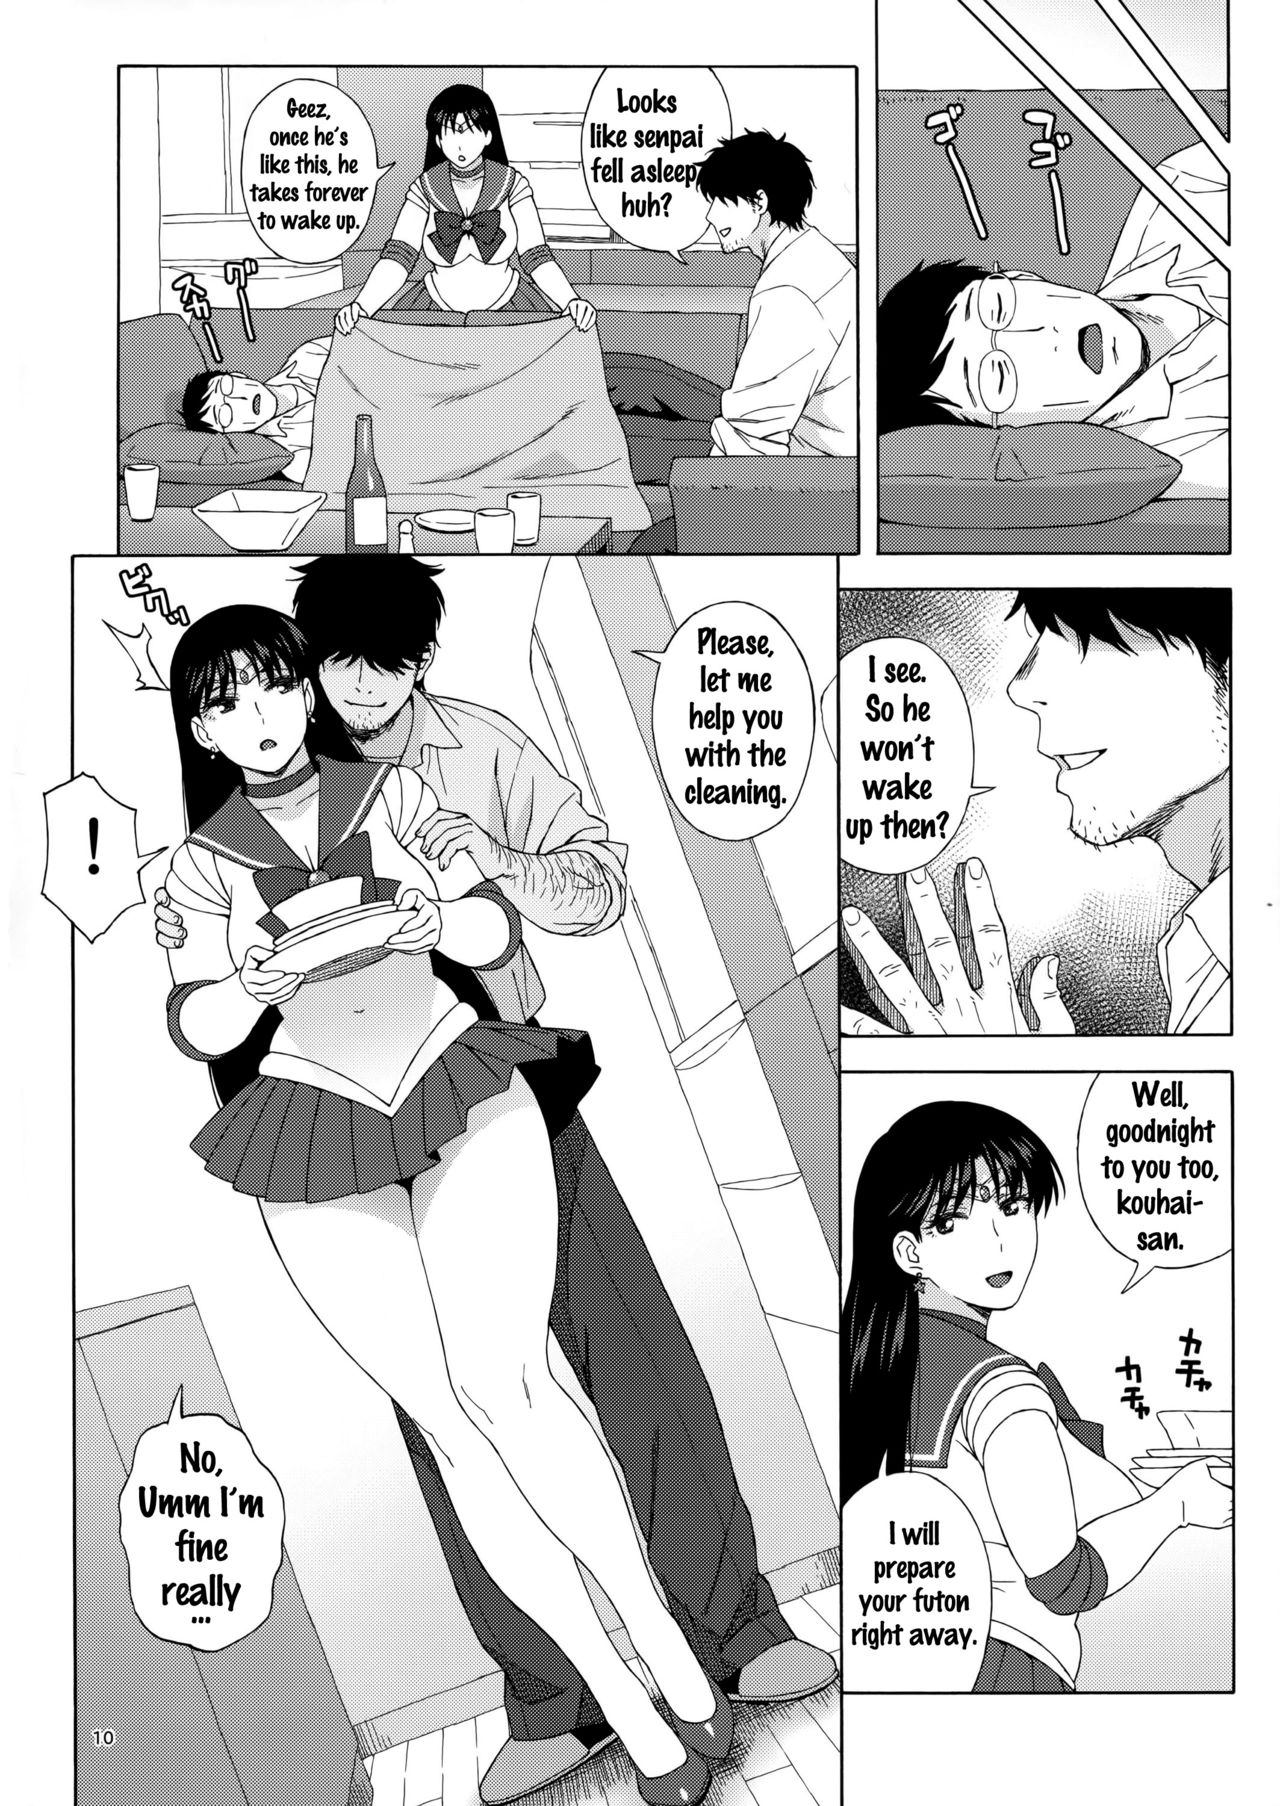 グゴー
ゴー
Looks
like senpai
fell asleep
huh?
Geez,
once he's
like this, he
takes forever
to wake up.
グー
スカー
I see.
So he
won't
wake
up then?
Well,
goodnight
to you too,
kouhai-
san.
カチャ
カチャ
I will
prepare
your futon
right away.
Please,
let me
help you
with the
cleaning.
ビクッ
!
No,
Umm I'm
fine
really
...
10